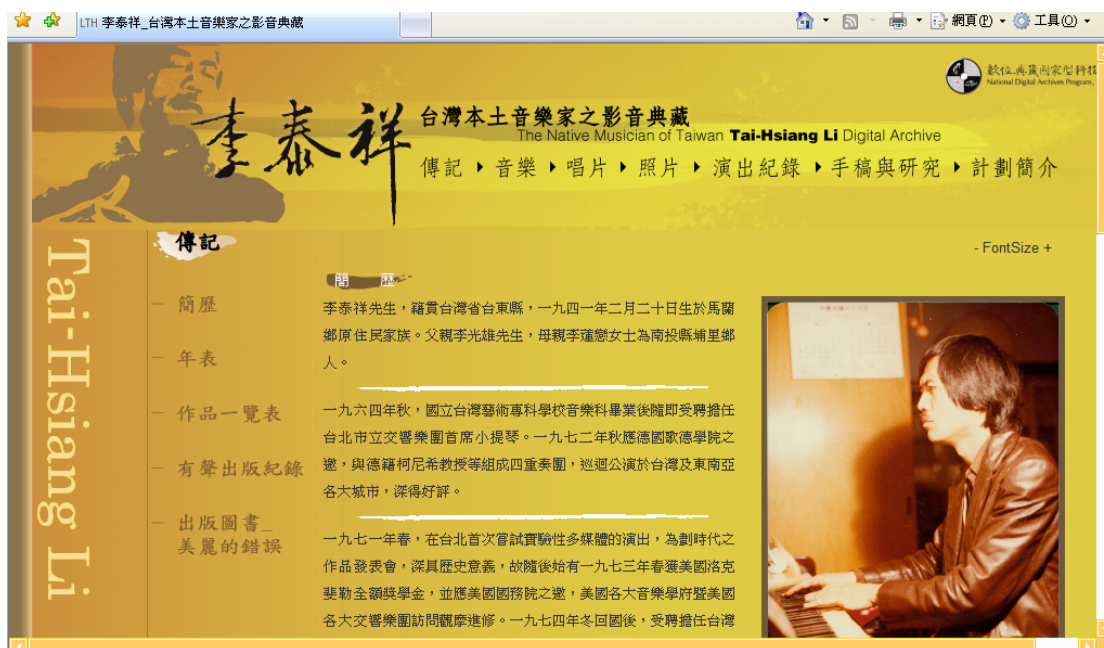 LTH 李泰祥_台灣本土音樂家之影音典藏
網頁(P)
工具(O)
數位典藏國家型科技
National Digital Archives Program,
李泰祥
台灣本土音樂家之影音典藏
The Native Musician of Taiwan Tai-Hsiang Li Digital Archive
傳記 音樂 唱片 照片 演出紀錄 手稿與研究 計劃簡介
Tai-Hsiang Li
傳記
- FontSize +
簡歷
年表
作品一覽表
有聲出版紀錄
出版圖書_
美麗的錯誤
簡 歷
李泰祥先生，籍貫台灣省台東縣，一九四一年二月二十日生於馬蘭
鄉原住民家族。父親李光雄先生，母親李蓮戀女士為南投縣埔里鄉
人。
一九六四年秋，國立台灣藝術專科學校音樂科畢業後隨即受聘擔任
台北市立交響樂團首席小提琴。一九七二年秋應德國歌德學院之
邀，與德籍柯尼希教授等組成四重奏團，巡迴公演於台灣及東南亞
各大城市，深得好評。
一九七一年春，在台北首次嘗試實驗性多媒體的演出，為劃時代之
作品發表會，深具歷史意義，故隨後始有一九七三年春獲美國洛克
斐勒全額獎學金，並應美國國務院之邀，美國各大音樂學府暨美國
各大交響樂團訪問觀摩進修。一九七四年冬回國後，受聘擔任台灣